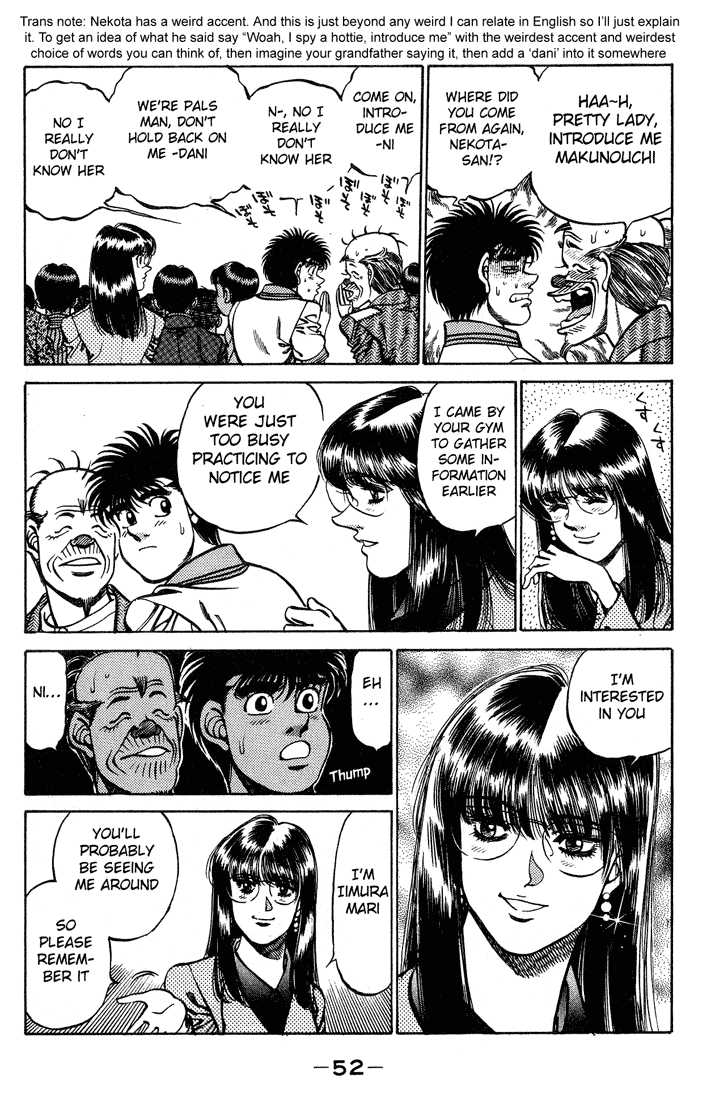 Trans note: Nekota has a weird accent. And this is just beyond any weird I can relate in English so I'll just explain
it. To get an idea of what he said say "Woah, I spy a hottie, introduce me" with the weirdest accent and weirdest
choice of words you can think of, then imagine your grandfather saying it, then add a 'dani' into it somewhere
HAA~H,
PRETTY LADY,
INTRODUCE ME
MAKUNOUCHI
WHERE DID
YOU COME
FROM AGAIN,
NEKOTA-
SAN!?
COME ON,
INTRO-
DUCE ME
-NI
N-, NO I
REALLY
DON'T
KNOW HER
WE'RE PALS
MAN, DON'T
HOLD BACK ON
ME -DANI
NO I
REALLY
DON'T
KNOW HER
くす
くす
I CAME BY
YOUR GYM
TO GATHER
SOME IN-
FORMATION
EARLIER
YOU
WERE JUST
TOO BUSY
PRACTICING TO
NOTICE ME
I'M
INTERESTED
IN YOU
EH
...
NI...
Thump
I'M
IIMURA
MARI
YOU'LL
PROBABLY
BE SEEING
ME AROUND
SO
PLEASE
REMEM-
BER IT
-52-